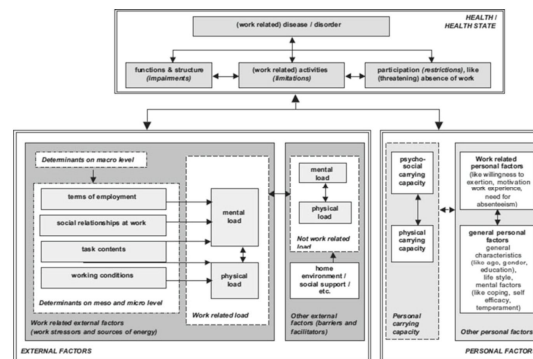 HEALTH /
HEALTH STATE
(work related) disease / disorder
functions & structure
(impairments)
(work related) activities
(limitations)
participation (restrictions), like
(threatening) absence of work
Determinants on macro level
terms of employment
social relationships at work
task contents
working conditions
Determinants on meso and micro level
mental
load
physical
load
Work related load
Work related external factors
(work stressors and sources of energy)
mental
load
physical
load
Not work related
load
home
environment /
social support /
etc.
Other external factors (barriers and
facilitators)
EXTERNAL FACTORS
psycho-
social
carrying
capacity
physical
carrying
capacity
Personal
carrying
capacity
Work related
personal factors
(like willingness to
exertion, motivation
work experience,
need for
absenteeism)
general
personal
factors
general
characteristics
(like age, gender,
education),
life style,
mental factors
(like coping, self
efficacy,
temperament)
Other personal factors
PERSONAL FACTOR